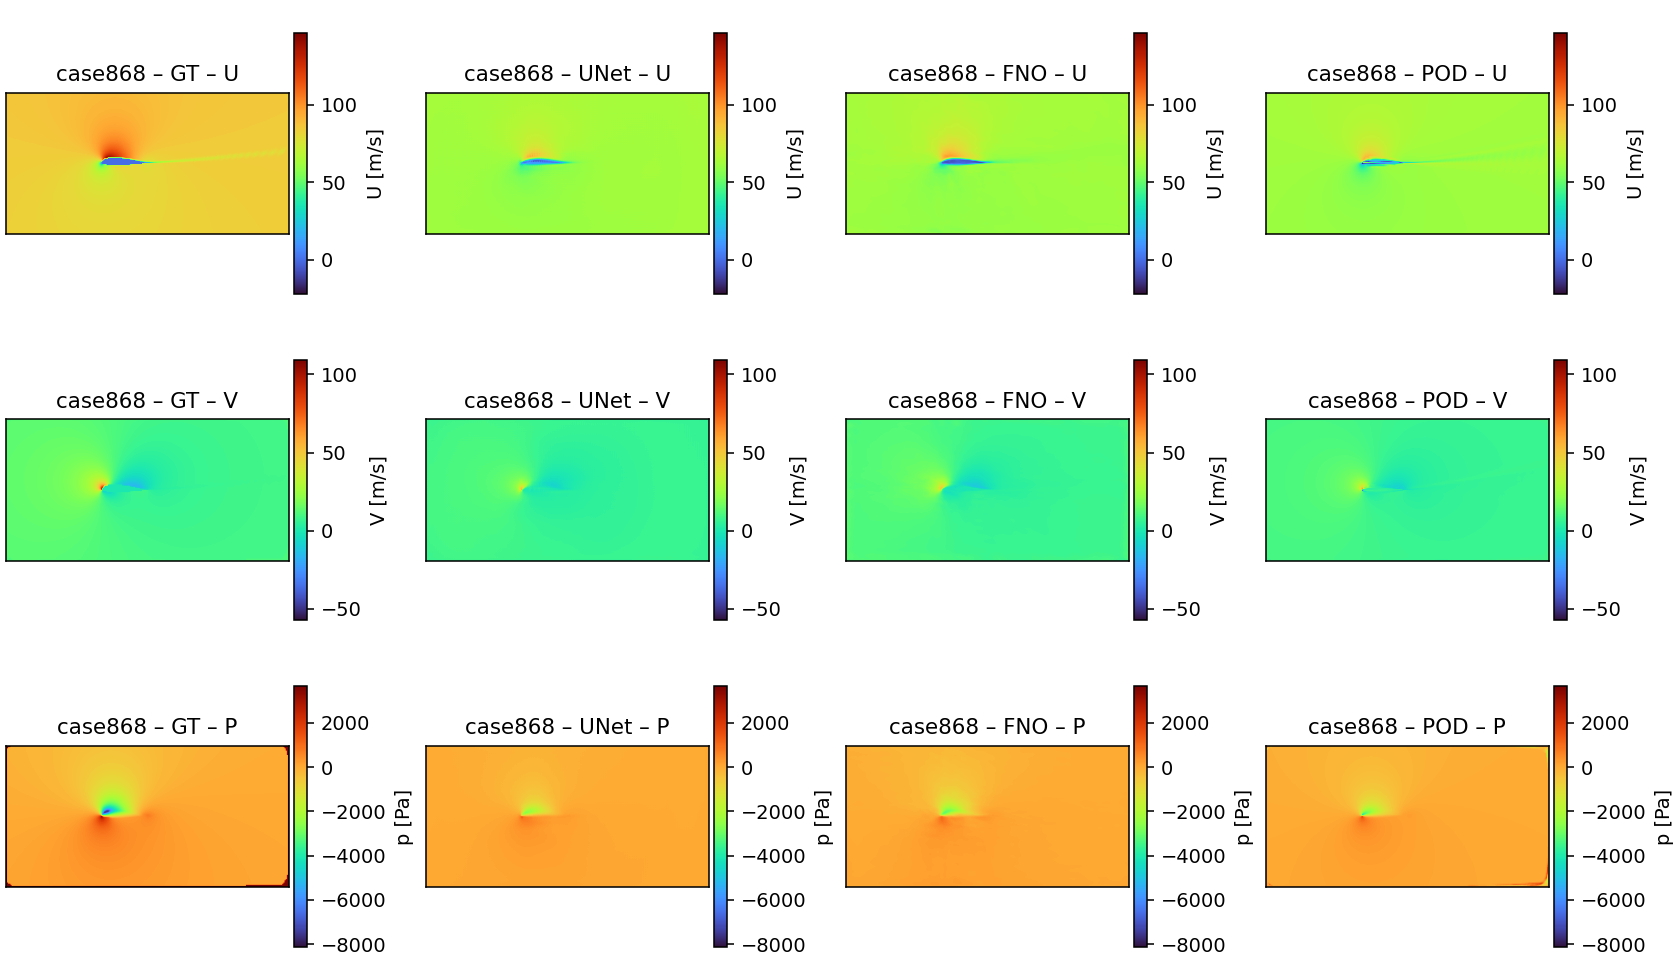 case868 – GT – U
100
50
0
U [m/s]
case868 – UNet – U
100
50
0
U [m/s]
case868 – FNO – U
100
50
0
U [m/s]
case868 – POD – U
100
50
0
U [m/s]
case868 – GT – V
100
50
0
−50
V [m/s]
case868 – UNet – V
100
50
0
−50
V [m/s]
case868 – FNO – V
100
50
0
−50
V [m/s]
case868 – POD – V
100
50
0
−50
V [m/s]
case868 – GT – P
2000
0
−2000
−4000
−6000
−8000
p [Pa]
case868 – UNet – P
2000
0
−2000
−4000
−6000
−8000
p [Pa]
case868 – FNO – P
2000
0
−2000
−4000
−6000
−8000
p [Pa]
case868 – POD – P
2000
0
−2000
−4000
−6000
−8000
p [Pa]